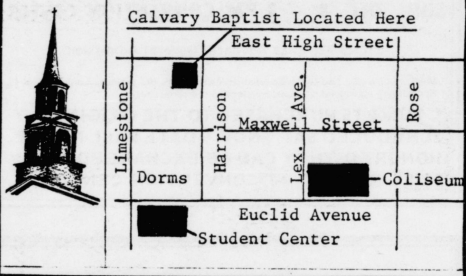 Calvary Baptist Located Here
East High Street
Limestone
Harrison
Lex. Ave.
Rose
Maxwell Street
Dorms
Coliseum
Euclid Avenue
Student Center